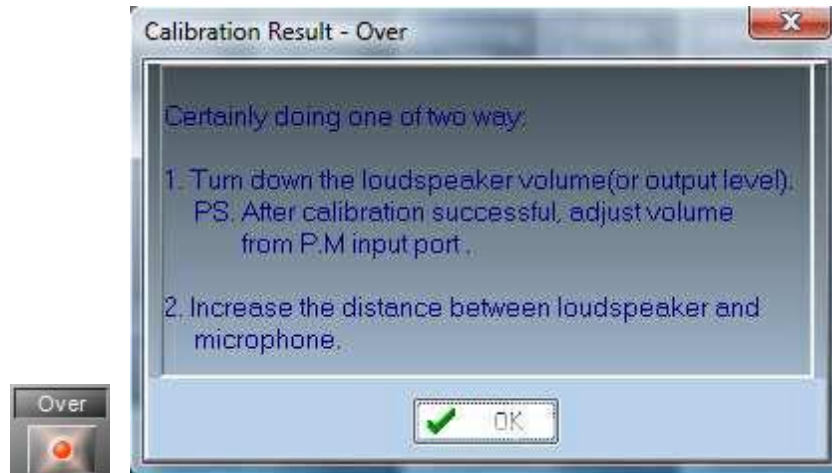 Calibration Result - Over
Certainly doing one of two way:
1. Turn down the loudspeaker volume(or output level).
PS. After calibration successful, adjust volume
from P.M input port .
2. Increase the distance between loudspeaker and
microphone.
Over
OK